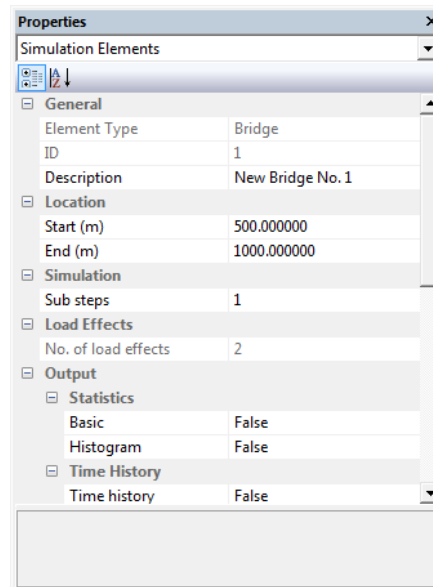 Properties
Simulation Elements
General
Element Type Bridge
ID 1
Description New Bridge No. 1
Location
Start (m) 500.000000
End (m) 1000.000000
Simulation
Sub steps 1
Load Effects
No. of load effects 2
Output
Statistics
Basic False
Histogram False
Time History
Time history False